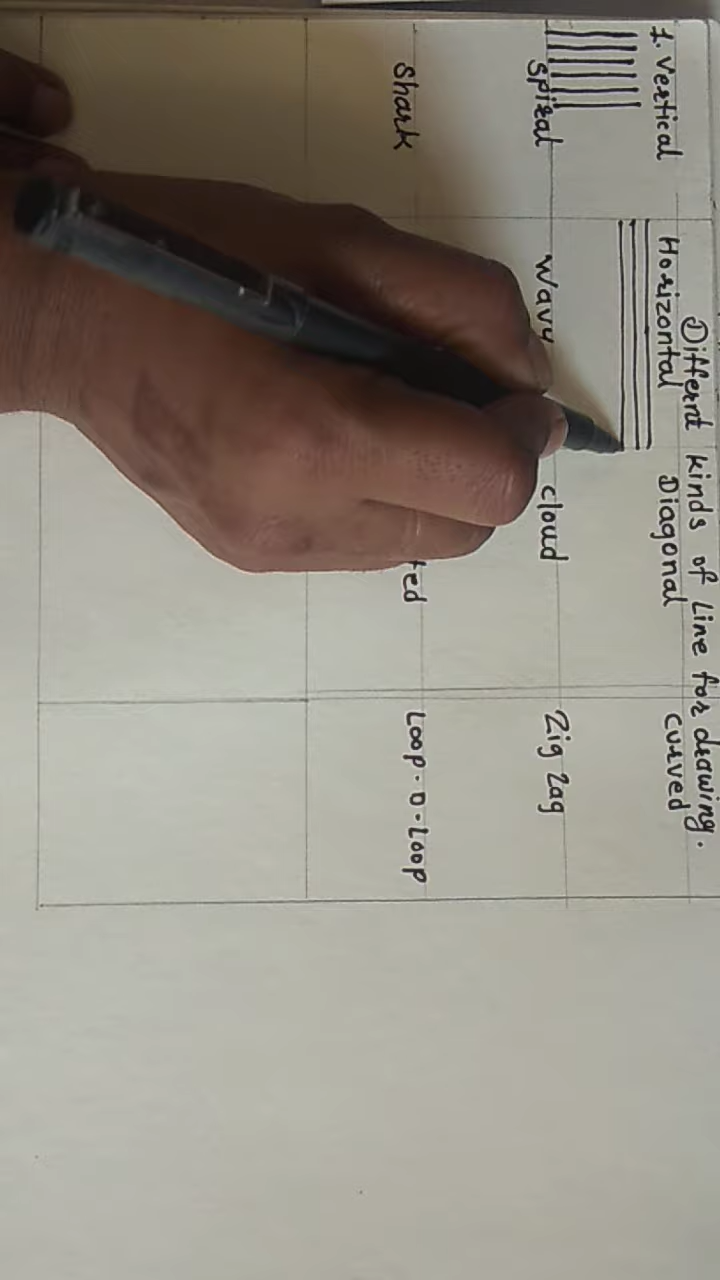 Differnt kinds of Line for drawing.
1. Vertical Horizontal Diagonal curved
spiral wavy cloud Zig Zag
Shark ted Loop-O-Loop